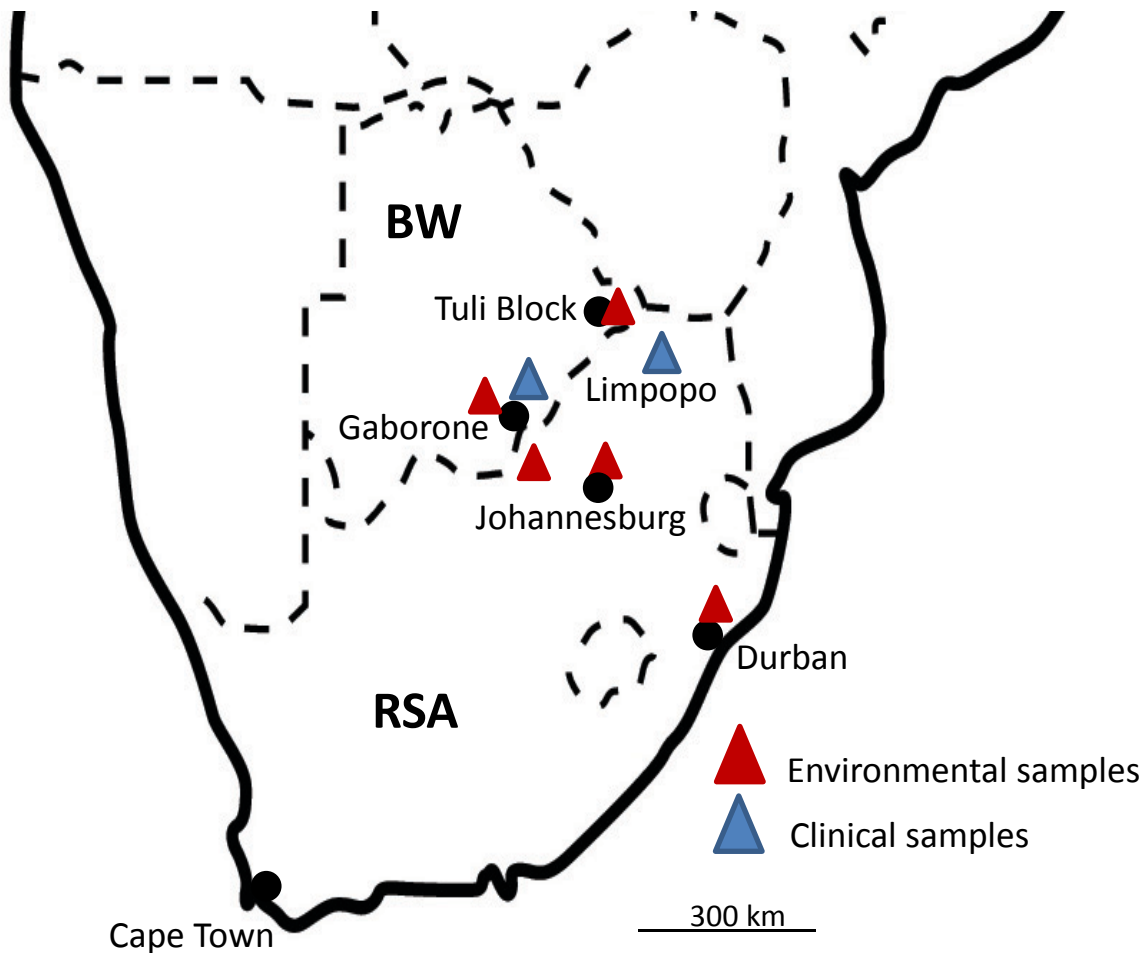 BW
Tuli Block
Limpopo
Gaborone
Johannesburg
Durban
RSA
Environmental samples
Clinical samples
300 km
Cape Town